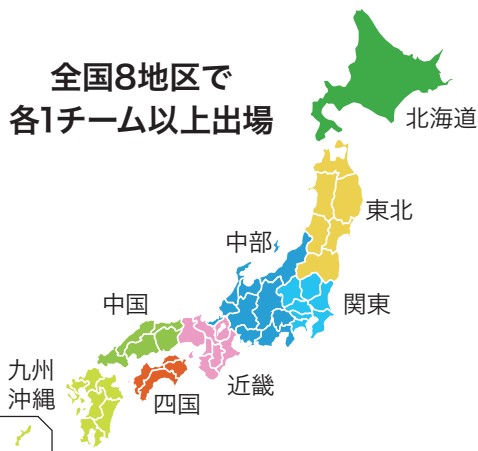 全国8地区で
各1チーム以上出場
北海道
東北
中部
関東
中国
近畿
四国
九州
沖縄